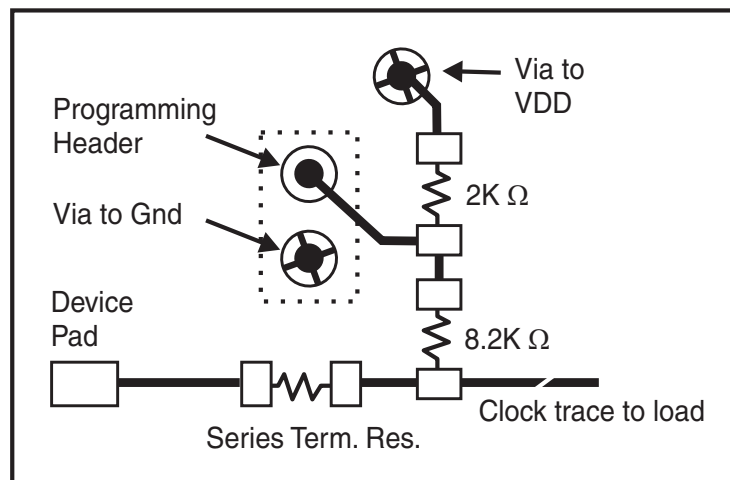 Via to
VDD
Programming
Header
2K Ω
Via to Gnd
Device
Pad
8.2K Ω
Clock trace to load
Series Term. Res.